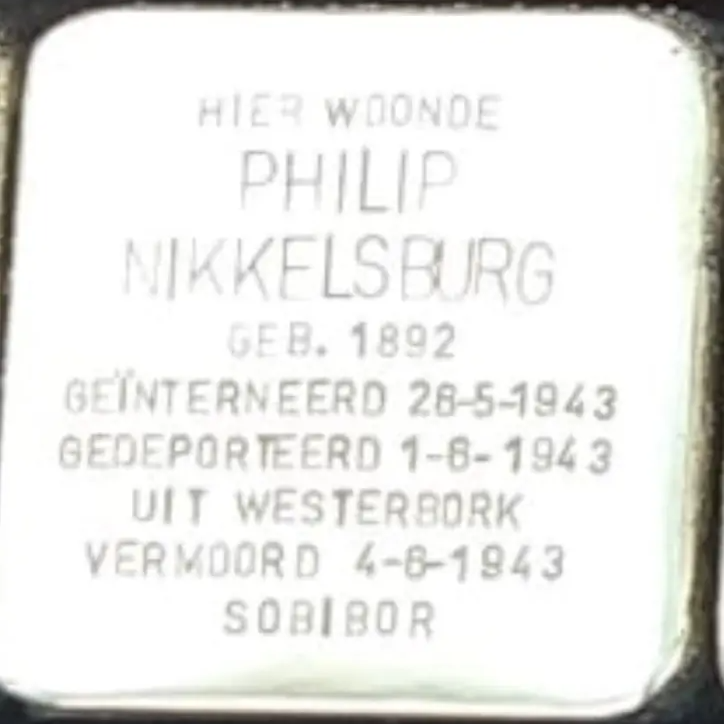 HIER WOONDE
PHILIP
NIKKELSBURG
GEB. 1892
GEÏNTERNEERD 26-5-1943
GEDEPORTEERD 1-6-1943
UIT WESTERBORK
VERMOORD 4-6-1943
SOBIBOR